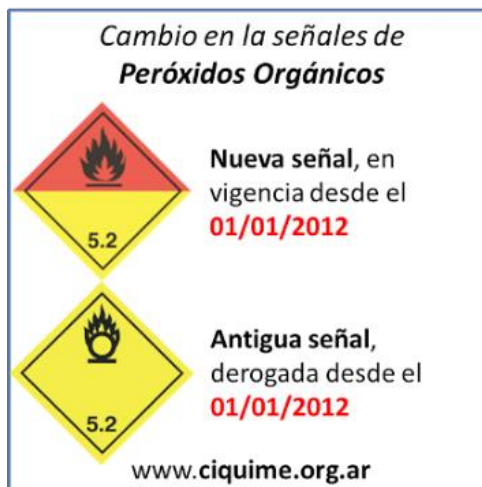 Cambio en la señales de
Peróxidos Orgánicos
Nueva señal, en
vigencia desde el
01/01/2012
5.2
Antigua señal,
derogada desde el
01/01/2012
5.2
www.ciquime.org.ar